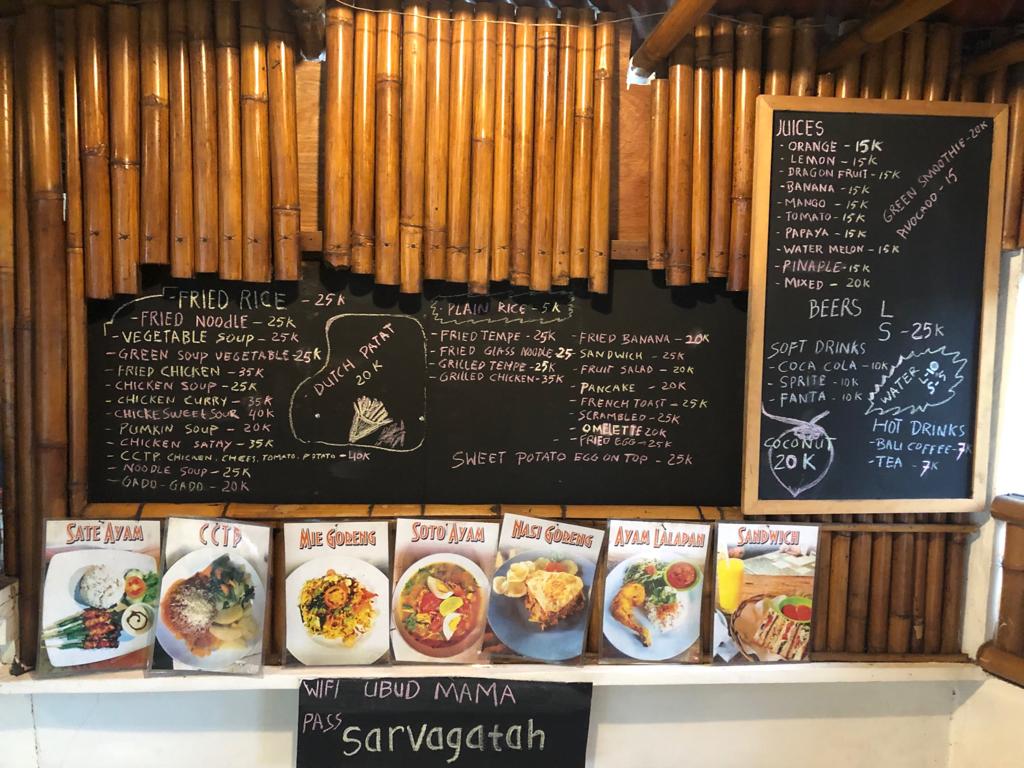 FRIED RICE - 25K
- FRIED NOODLE - 25K
- VEGETABLE SOUP - 25K
- GREEN SOUP VEGETABLE - 25K
- FRIED CHICKEN - 35K
- CHICKEN SOUP - 25K
- CHICKEN CURRY - 35K
- CHICKE SWEET SOUR 40K
- PUMKIN SOUP - 20K
- CHICKEN SATAY - 35K
- CCTP. CHICKEN, CHEES, TOMATO, POTATO - 40K
- NOODLE SOUP - 25K
- GADO-GADO - 20K
DUTCH PATAT
20K
PLAIN RICE - 5K
- FRIED TEMPE - 25K
- FRIED GLASS NOODLE 25-
- GRILLED TEMPE - 25K
- GRILLED CHICKEN - 35K
- FRIED BANANA - 20K
- SANDWICH - 25K
- FRUIT SALAD - 20K
- PANCAKE - 20K
- FRENCH TOAST - 25K
- SCRAMBLED - 25K
- OMELETTE 20K
- FRIED EGG - 25K
SWEET POTATO EGG ON TOP - 25K
JUICES
- ORANGE - 15K
- LEMON - 15K
- DRAGON FRUIT - 15K
- BANANA - 15K
- MANGO - 15K
- TOMATO - 15K
- PAPAYA - 15K
- WATER MELON - 15K
- PINAPLE - 15K
- MIXED - 20K
GREEN SMOOTHIE - 20K
AVOCADO - 15
BEERS L
S - 25K
SOFT DRINKS
- COCA COLA - 10K
- SPRITE - 10K
- FANTA - 10K
WATER L-10
S-5
HOT DRINKS
- BALI COFFEE - 7K
- TEA - 7K
COCONUT
20K
SATE AYAM
CCTP
MIE GORENG
SOTO AYAM
NASI GORENG
AYAM LALAPAN
SANDWICH
WIFI UBUD MAMA
PASS
sarvagatah